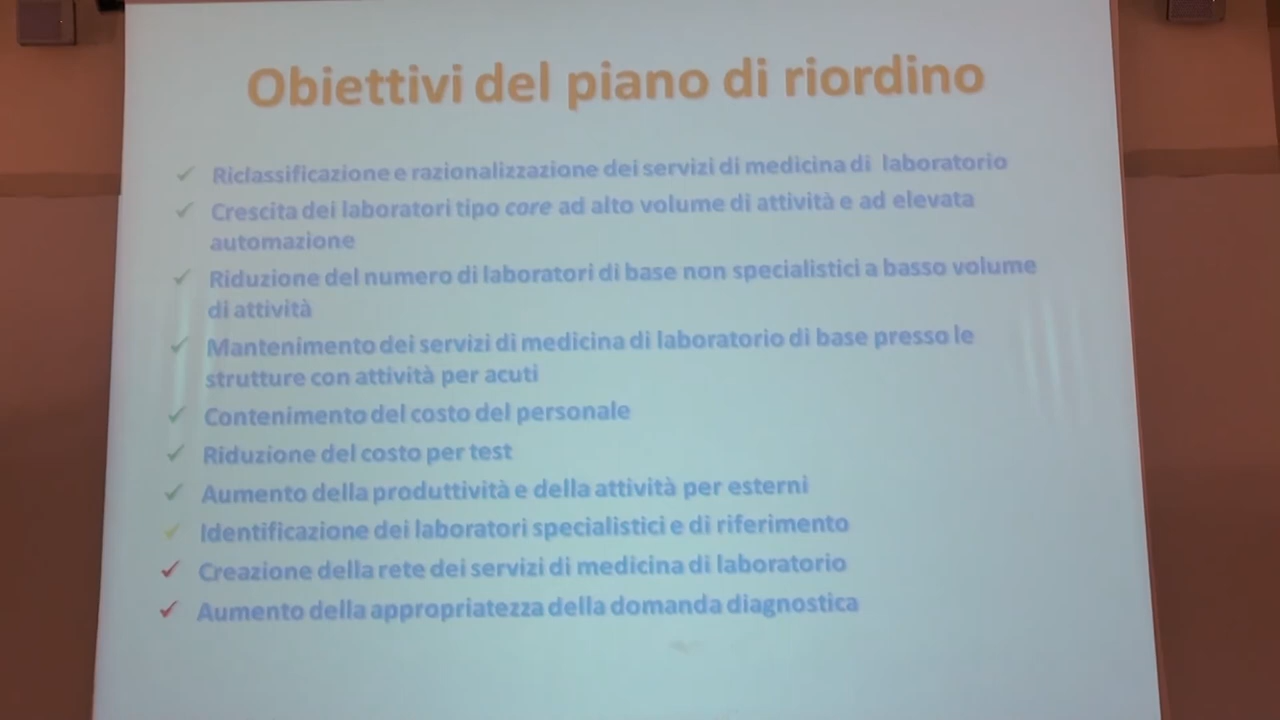 Obiettivi del piano di riordino
✓ Riclassificazione e razionalizzazione dei servizi di medicina di laboratorio
✓ Crescita dei laboratori tipo core ad alto volume di attività e ad elevata
automazione
✓ Riduzione del numero di laboratori di base non specialistici a basso volume
di attività
✓ Mantenimento dei servizi di medicina di laboratorio di base presso le
strutture con attività per acuti
✓ Contenimento del costo del personale
✓ Riduzione del costo per test
✓ Aumento della produttività e della attività per esterni
✓ Identificazione dei laboratori specialistici e di riferimento
✓ Creazione della rete dei servizi di medicina di laboratorio
✓ Aumento della appropriatezza della domanda diagnostica